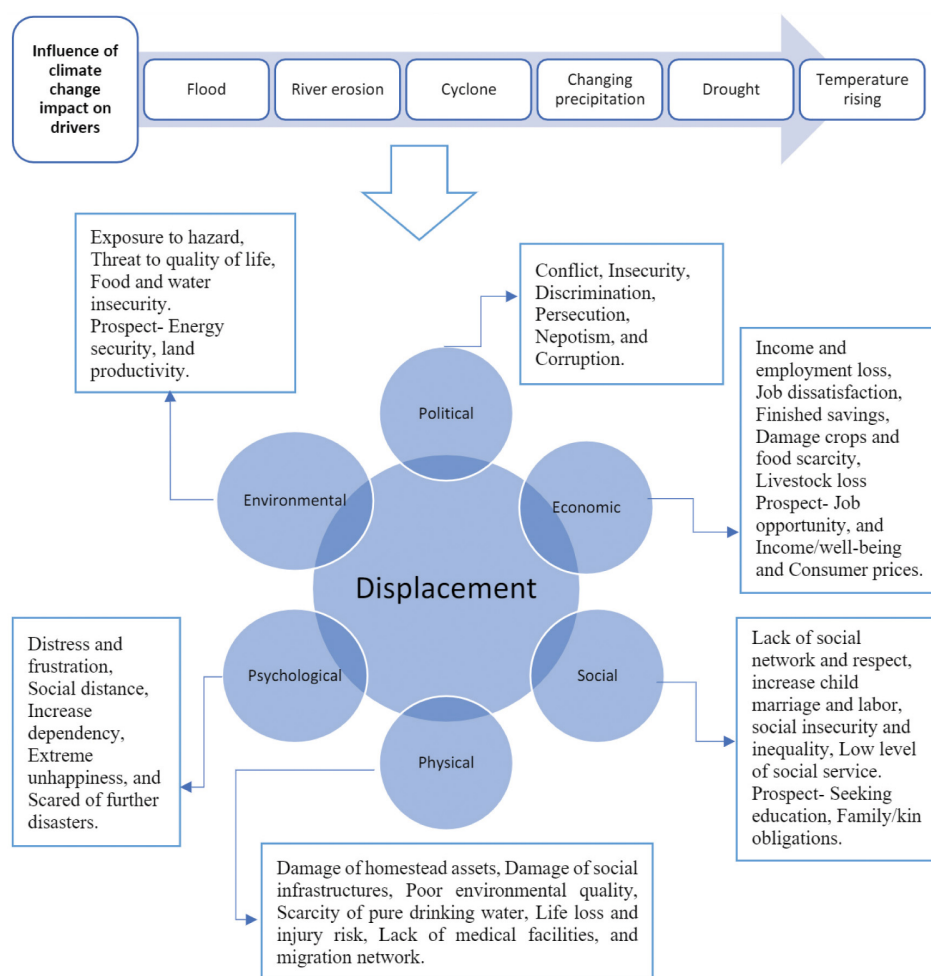 Influence of
climate
change
impact on
drivers
Flood
River erosion
Cyclone
Changing
precipitation
Drought
Temperature
rising
Exposure to hazard,
Threat to quality of life,
Food and water
insecurity.
Prospect- Energy
security, land
productivity.
Conflict, Insecurity,
Discrimination,
Persecution,
Nepotism, and
Corruption.
Income and
employment loss,
Job dissatisfaction,
Finished savings,
Damage crops and
food scarcity,
Livestock loss
Prospect- Job
opportunity, and
Income/well-being
and Consumer prices.
Political
Environmental
Economic
Displacement
Psychological
Social
Physical
Distress and
frustration,
Social distance,
Increase
dependency,
Extreme
unhappiness, and
Scared of further
disasters.
Lack of social
network and respect,
increase child
marriage and labor,
social insecurity and
inequality, Low level
of social service.
Prospect- Seeking
education, Family/kin
obligations.
Damage of homestead assets, Damage of social
infrastructures, Poor environmental quality,
Scarcity of pure drinking water, Life loss and
injury risk, Lack of medical facilities, and
migration network.